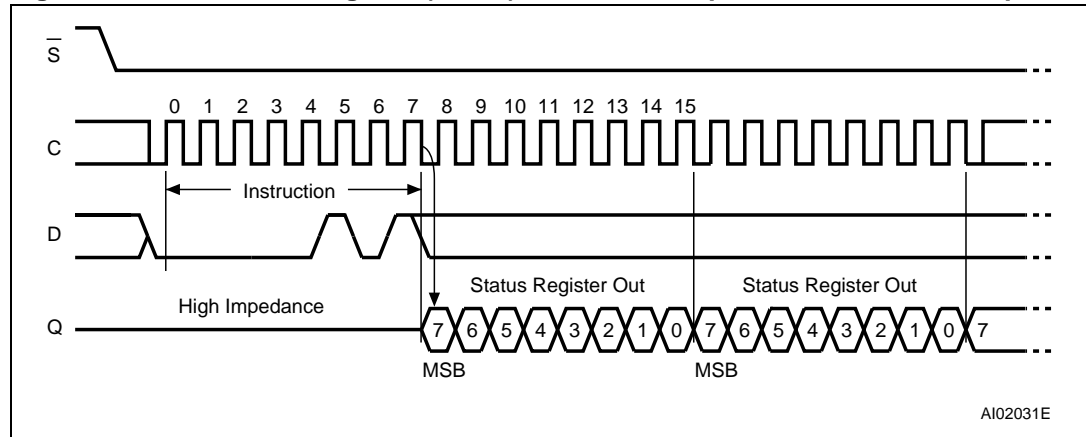 S
0 1 2 3 4 5 6 7 8 9 10 11 12 13 14 15
C
Instruction
D
Status Register Out Status Register Out
High Impedance
Q
7 6 5 4 3 2 1 0 7 6 5 4 3 2 1 0 7
MSB MSB
AI02031E